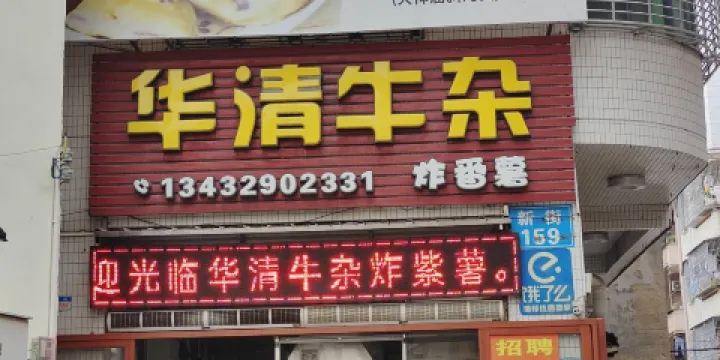 华清牛杂
13432902331 炸番薯
新街
159
迎光临华清牛杂炸紫薯。
饿了么
招聘